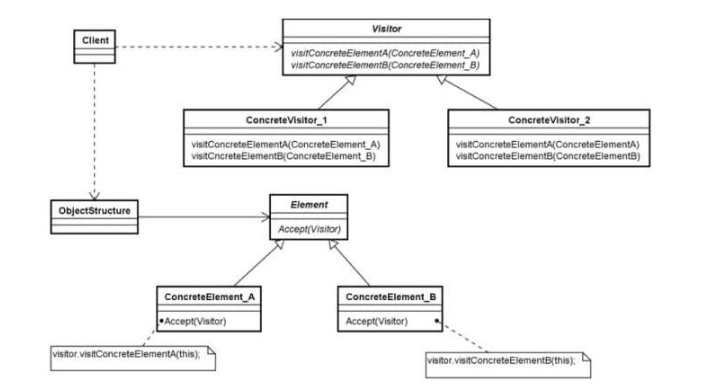 Visitor
Client
visitConcreteElementA(ConcreteElement_A)
visitConcreteElementB(ConcreteElement_B)
ConcreteVisitor_1
ConcreteVisitor_2
visitConcreteElementA(ConcreteElement_A)
visitCncreteElementB(ConcreteElement_B)
visitConcreteElementA(ConcreteElementA)
visitConcreteElementB(ConcreteElementB)
ObjectStructure
Element
Accept(Visitor)
ConcreteElement_A
ConcreteElement_B
Accept(Visitor)
Accept(Visitor)
visitor.visitConcreteElementA(this);
visitor.visitConcreteElementB(this);